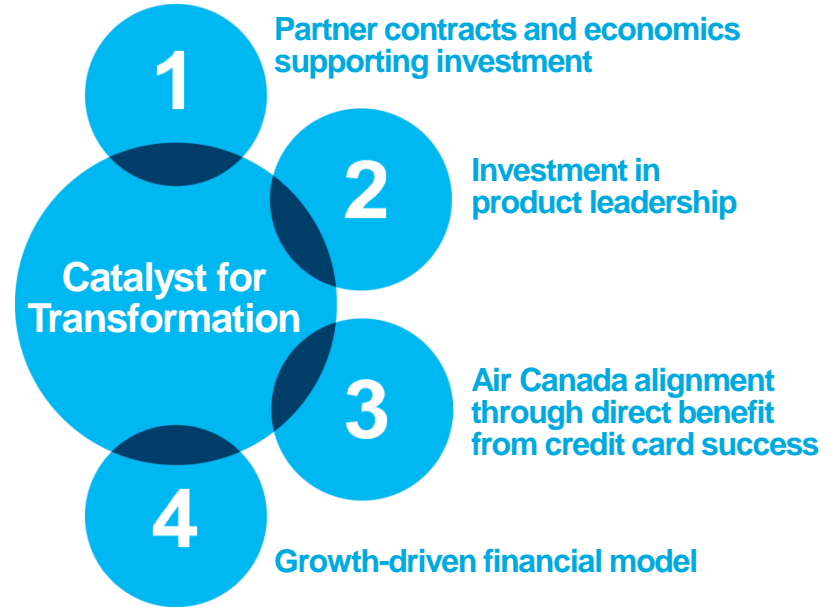 1
Partner contracts and economics
supporting investment
2
Investment in
product leadership
Catalyst for
Transformation
3
Air Canada alignment
through direct benefit
from credit card success
4
Growth-driven financial model